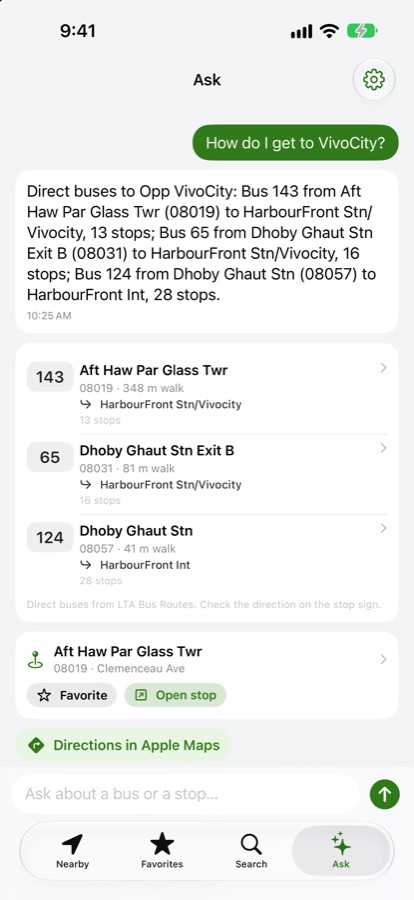 9:41
Ask
How do I get to VivoCity?
Direct buses to Opp VivoCity: Bus 143 from Aft
Haw Par Glass Twr (08019) to HarbourFront Stn/
Vivocity, 13 stops; Bus 65 from Dhoby Ghaut Stn
Exit B (08031) to HarbourFront Stn/Vivocity, 16
stops; Bus 124 from Dhoby Ghaut Stn (08057) to
HarbourFront Int, 28 stops.
10:25 AM
143
Aft Haw Par Glass Twr
08019 · 348 m walk
HarbourFront Stn/Vivocity
13 stops
65
Dhoby Ghaut Stn Exit B
08031 · 81 m walk
HarbourFront Stn/Vivocity
16 stops
124
Dhoby Ghaut Stn
08057 · 41 m walk
HarbourFront Int
28 stops
Direct buses from LTA Bus Routes. Check the direction on the stop sign.
Aft Haw Par Glass Twr
08019 · Clemenceau Ave
Favorite
Open stop
Directions in Apple Maps
Ask about a bus or a stop...
Nearby
Favorites
Search
Ask